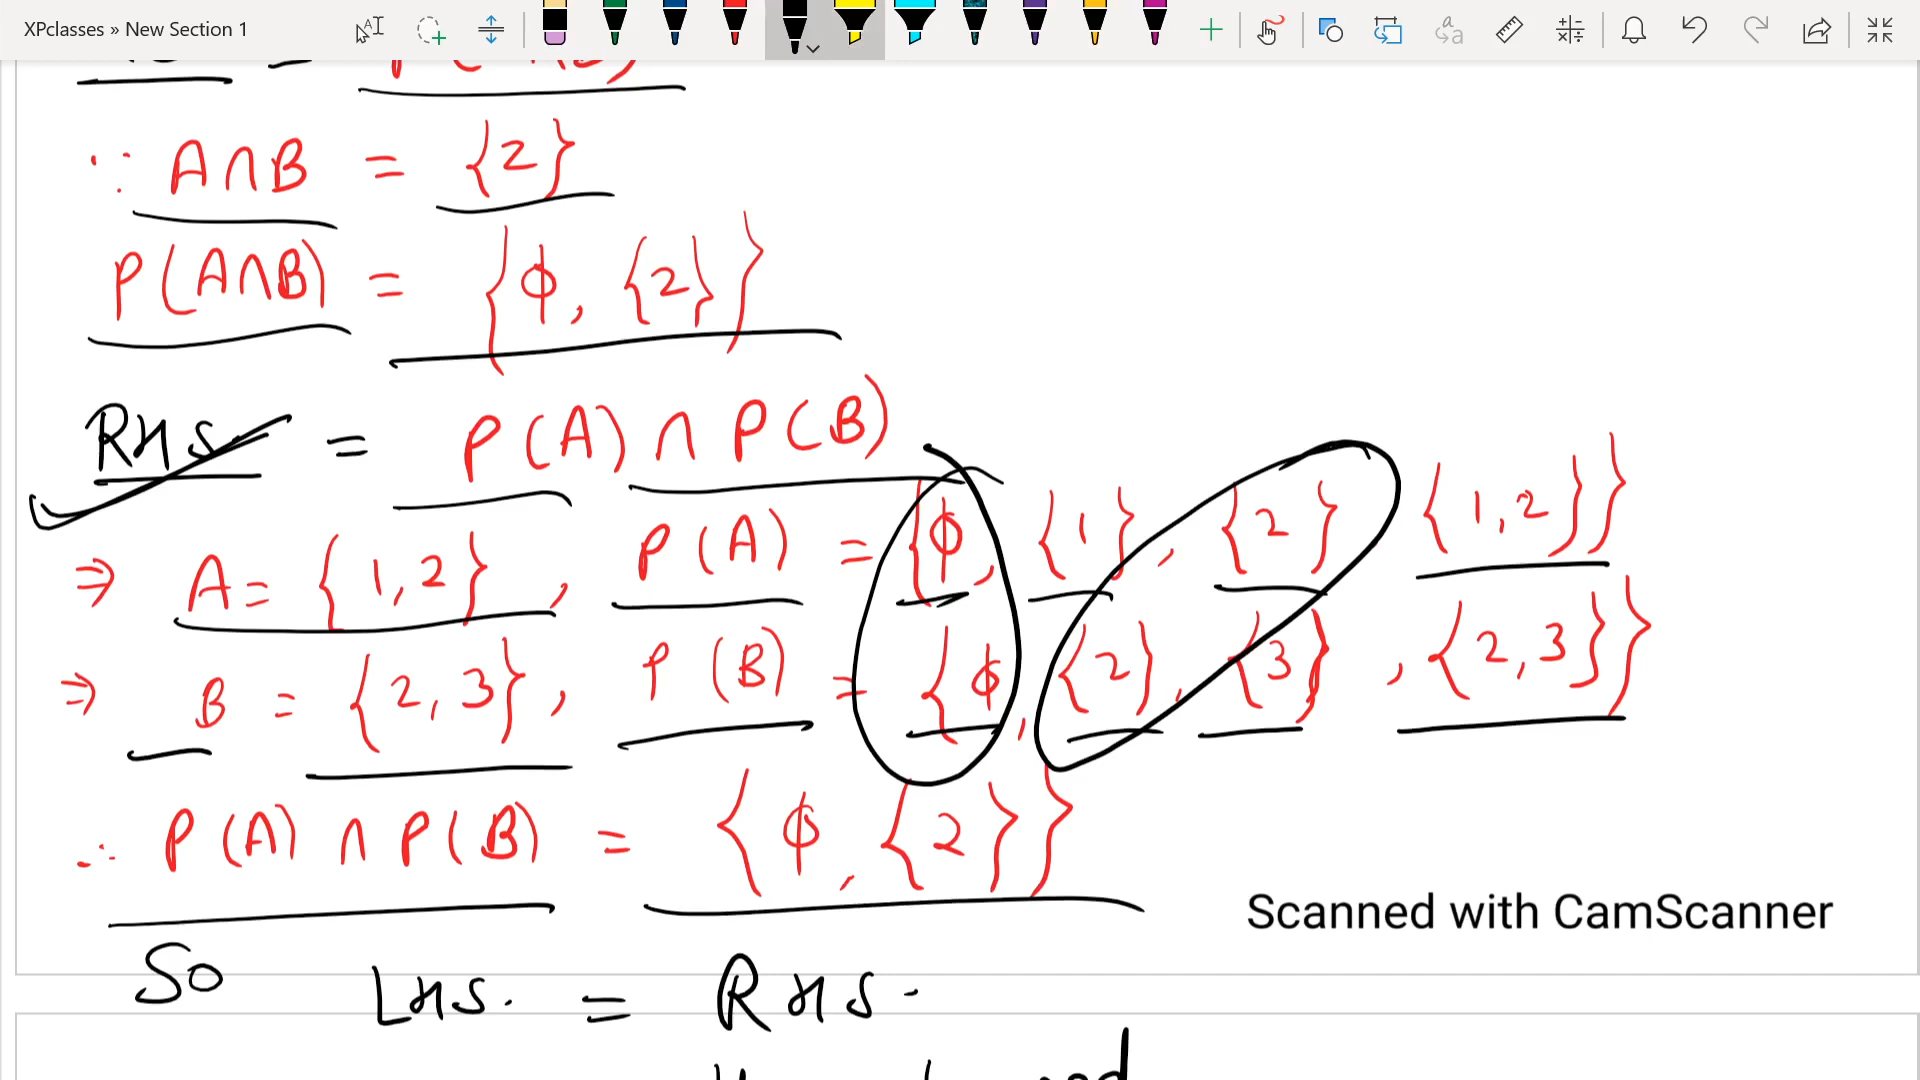 XPclasses » New Section 1
∵ A∩B = {2}
P(A∩B) = {ϕ, {2}}
RHS = P(A) ∩ P(B)
⇒ A = {1,2}, P(A) = {ϕ, {1}, {2} {1,2}}
⇒ B = {2,3}, P(B) = {ϕ, {2}, {3}, {2,3}}
∴ P(A) ∩ P(B) = {ϕ, {2}}
Scanned with CamScanner
So LHS. = RHS.